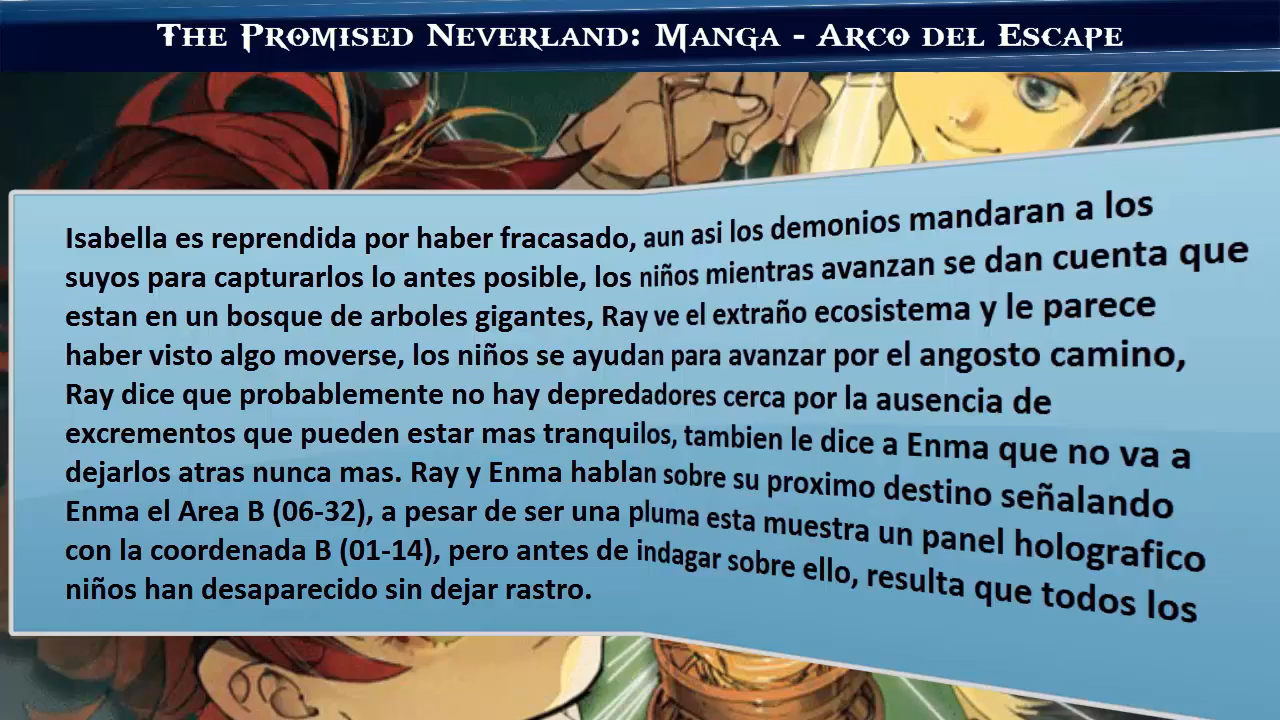 The Promised Neverland: Manga - Arco del Escape
Isabella es reprendida por haber fracasado, aun asi los demonios mandaran a los
suyos para capturarlos lo antes posible, los niños mientras avanzan se dan cuenta que
estan en un bosque de arboles gigantes, Ray ve el extraño ecosistema y le parece
haber visto algo moverse, los niños se ayudan para avanzar por el angosto camino,
Ray dice que probablemente no hay depredadores cerca por la ausencia de
excrementos que pueden estar mas tranquilos, tambien le dice a Enma que no va a
dejarlos atras nunca mas. Ray y Enma hablan sobre su proximo destino señalando
Enma el Area B (06-32), a pesar de ser una pluma esta muestra un panel holografico
con la coordenada B (01-14), pero antes de indagar sobre ello, resulta que todos los
niños han desaparecido sin dejar rastro.